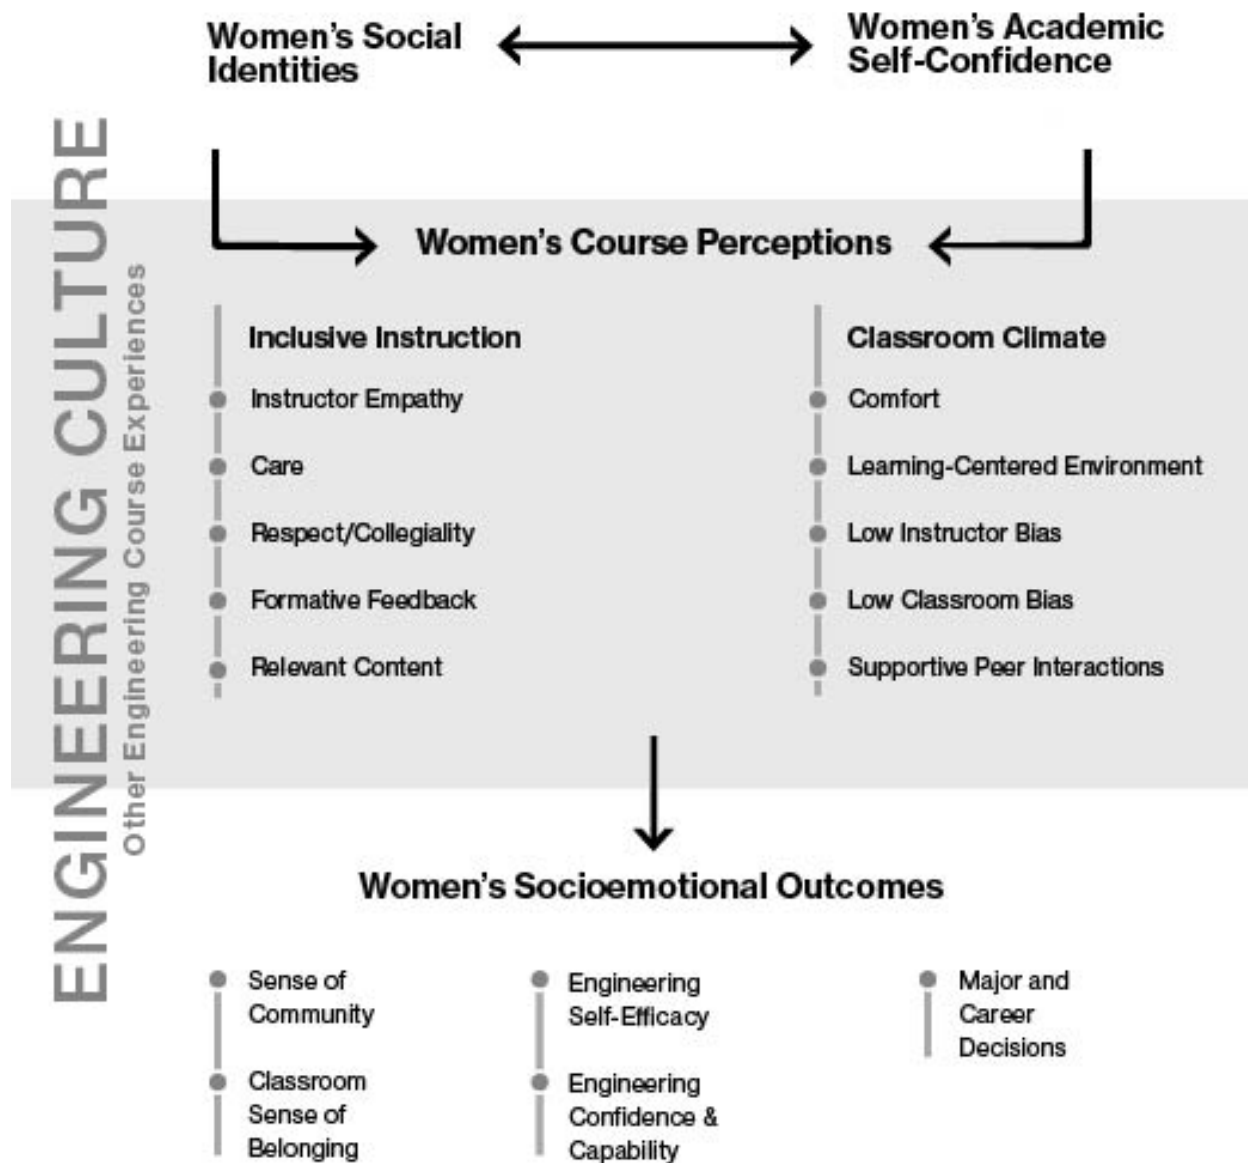 Women's Social
Identities
Women's Academic
Self-Confidence
ENGINEERING CULTURE
Other Engineering Course Experiences
Women's Course Perceptions
Inclusive Instruction
Instructor Empathy
Care
Respect/Collegiality
Formative Feedback
Relevant Content
Classroom Climate
Comfort
Learning-Centered Environment
Low Instructor Bias
Low Classroom Bias
Supportive Peer Interactions
Women's Socioemotional Outcomes
Sense of
Community
Classroom
Sense of
Belonging
Engineering
Self-Efficacy
Engineering
Confidence &
Capability
Major and
Career
Decisions